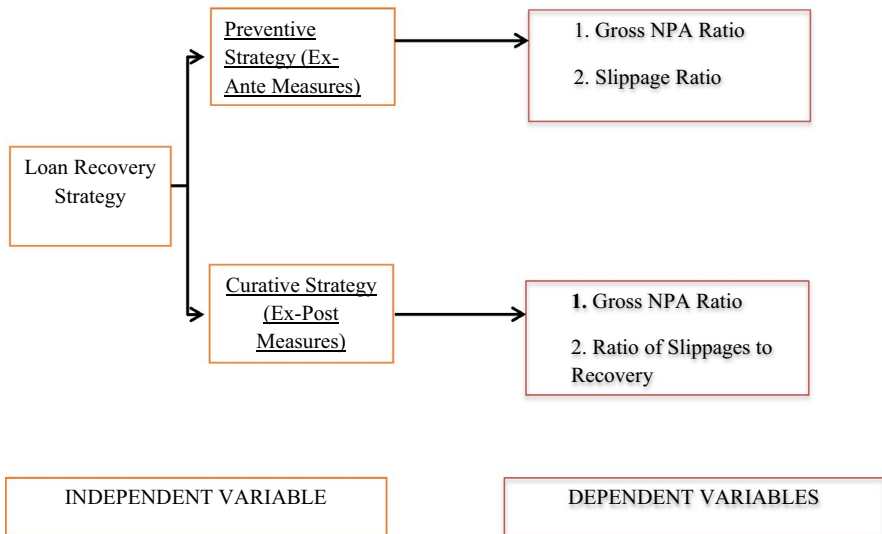 Preventive
Strategy (Ex-
Ante Measures)
1. Gross NPA Ratio
2. Slippage Ratio
Loan Recovery
Strategy
Curative Strategy
(Ex-Post
Measures)
1. Gross NPA Ratio
2. Ratio of Slippages to
Recovery
INDEPENDENT VARIABLE
DEPENDENT VARIABLES